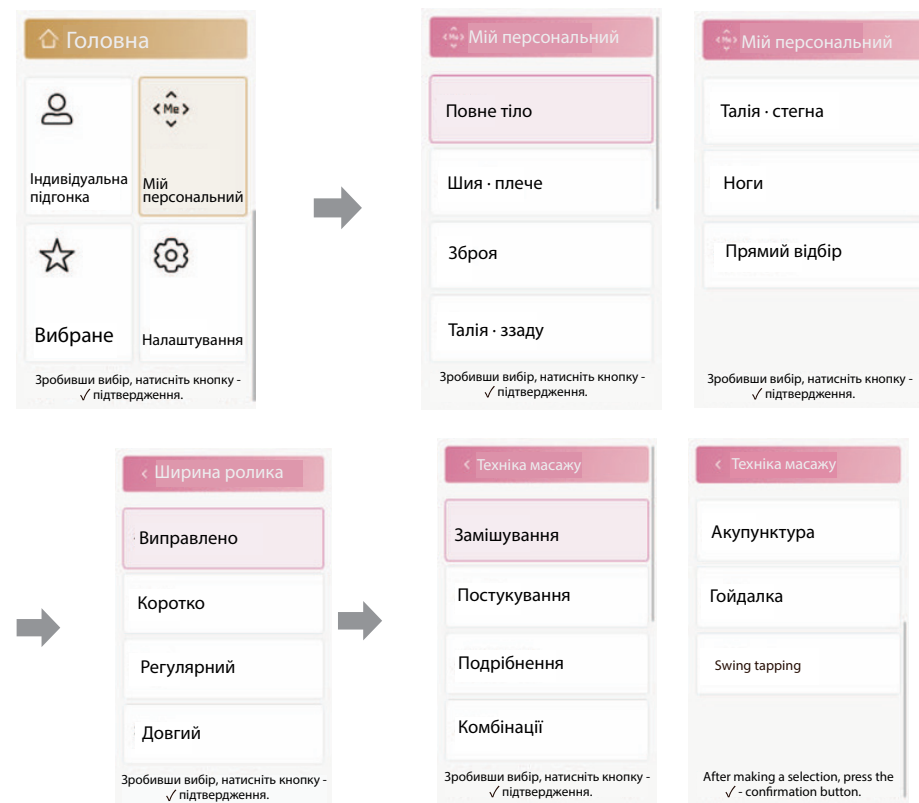 Головна
Індивідуальна
підгонка
< Me >
Мій
персональний
Вибране
Налаштування
Зробивши вибір, натисніть кнопку -
✓ підтвердження.
< Me > Мій персональний
Повне тіло
Шия · плече
Зброя
Талія · ззаду
Зробивши вибір, натисніть кнопку -
✓ підтвердження.
< Me > Мій персональний
Талія · стегна
Ноги
Прямий відбір
Зробивши вибір, натисніть кнопку -
✓ підтвердження.
< Ширина ролика
Виправлено
Коротко
Регулярний
Довгий
Зробивши вибір, натисніть кнопку -
✓ підтвердження.
< Техніка масажу
Замішування
Постукування
Подрібнення
Комбінації
Зробивши вибір, натисніть кнопку -
✓ підтвердження.
< Техніка масажу
Акупунктура
Гойдалка
Swing tapping
After making a selection, press the
✓ - confirmation button.